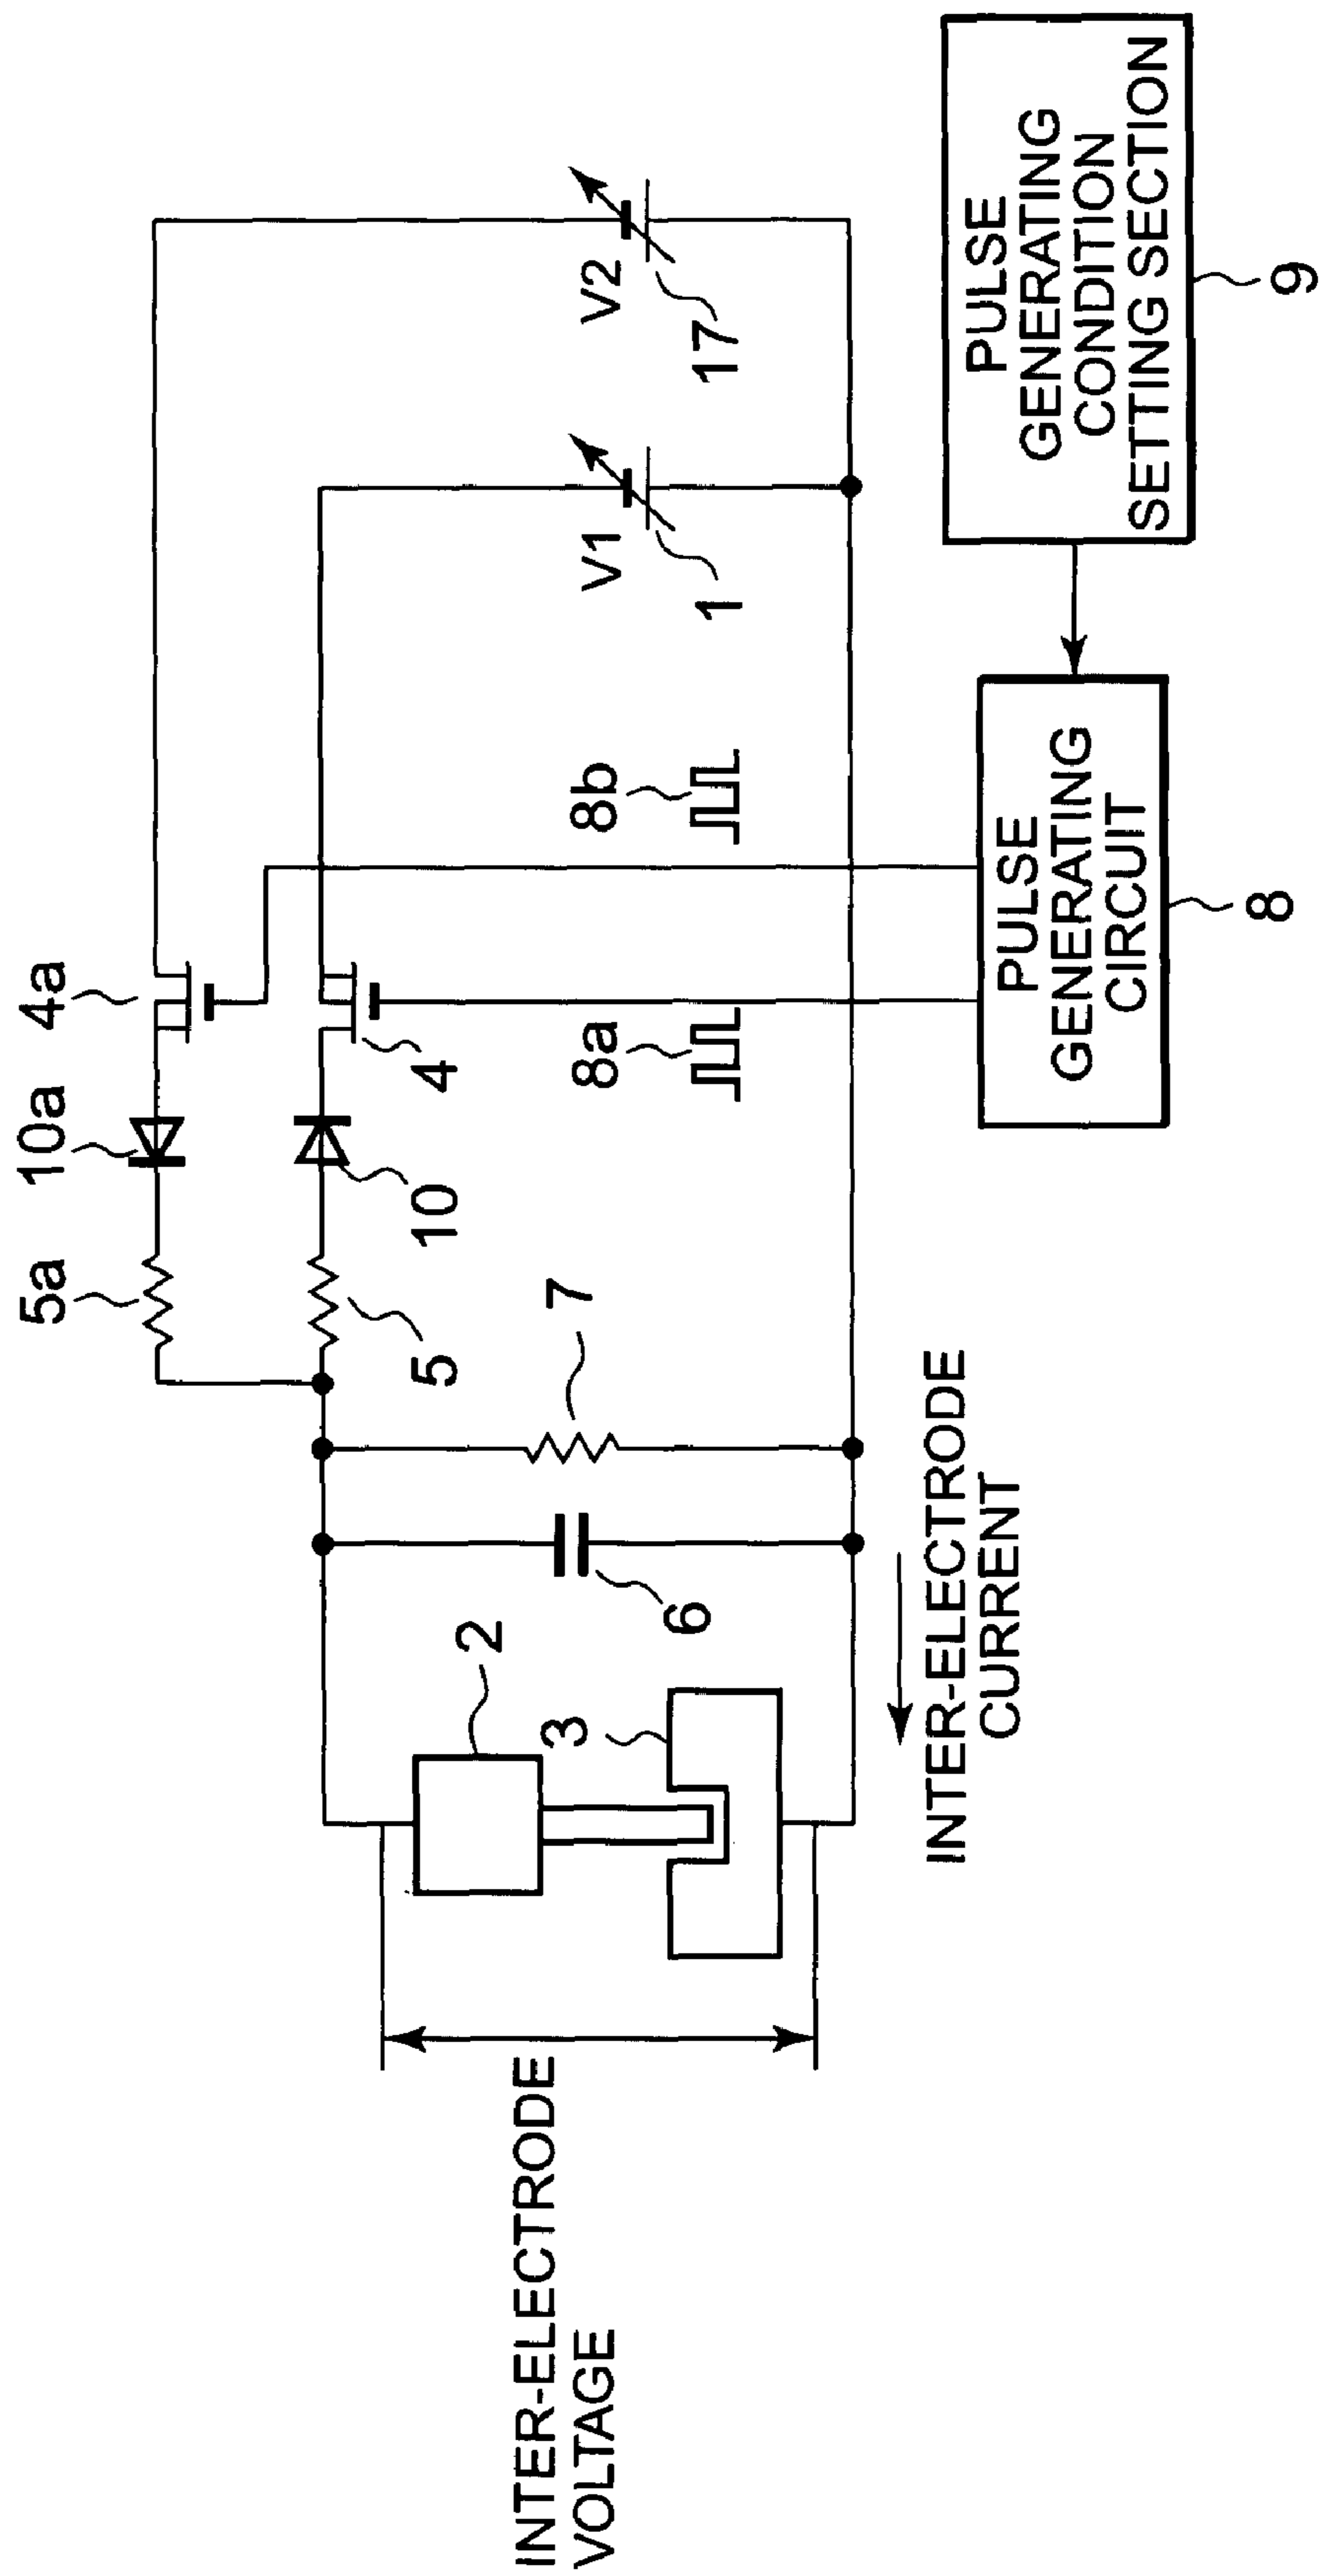 5a
10a
4a
5
10
4
2
INTER-ELECTRODE
VOLTAGE
3
7
8a
8b
V1
V2
6
1
17
INTER-ELECTRODE
CURRENT
PULSE
GENERATING
CIRCUIT
8
PULSE
GENERATING
CONDITION
SETTING SECTION
9